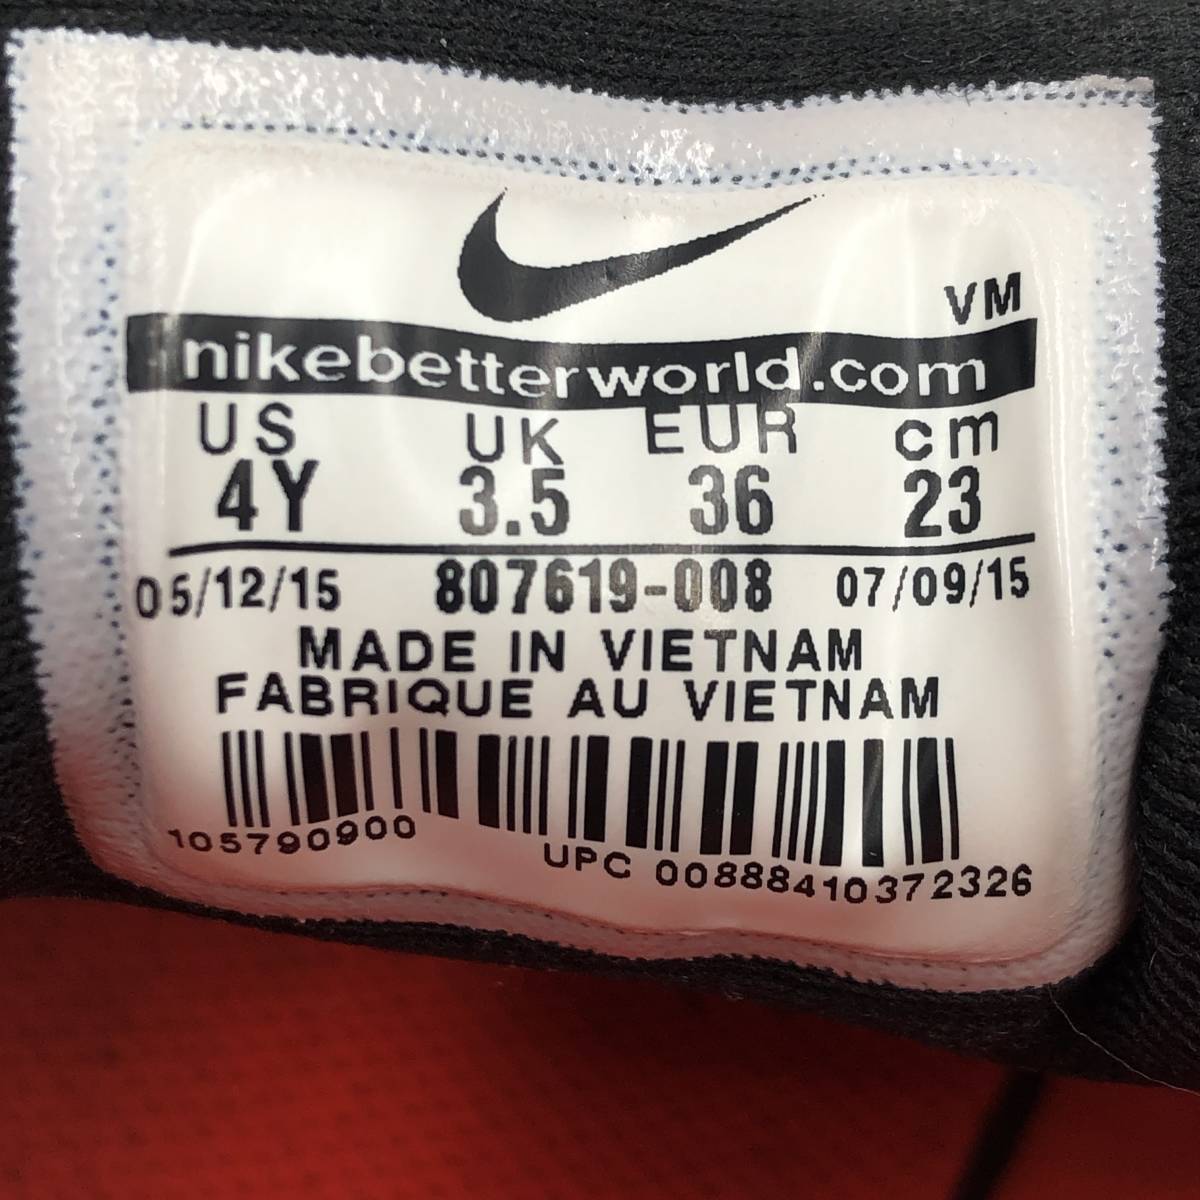 VM
nikebetterworld.com
US UK EUR cm
4Y 3.5 36 23
05/12/15 807619-008 07/09/15
MADE IN VIETNAM
FABRIQUE AU VIETNAM
105790900
UPC 00888410372326